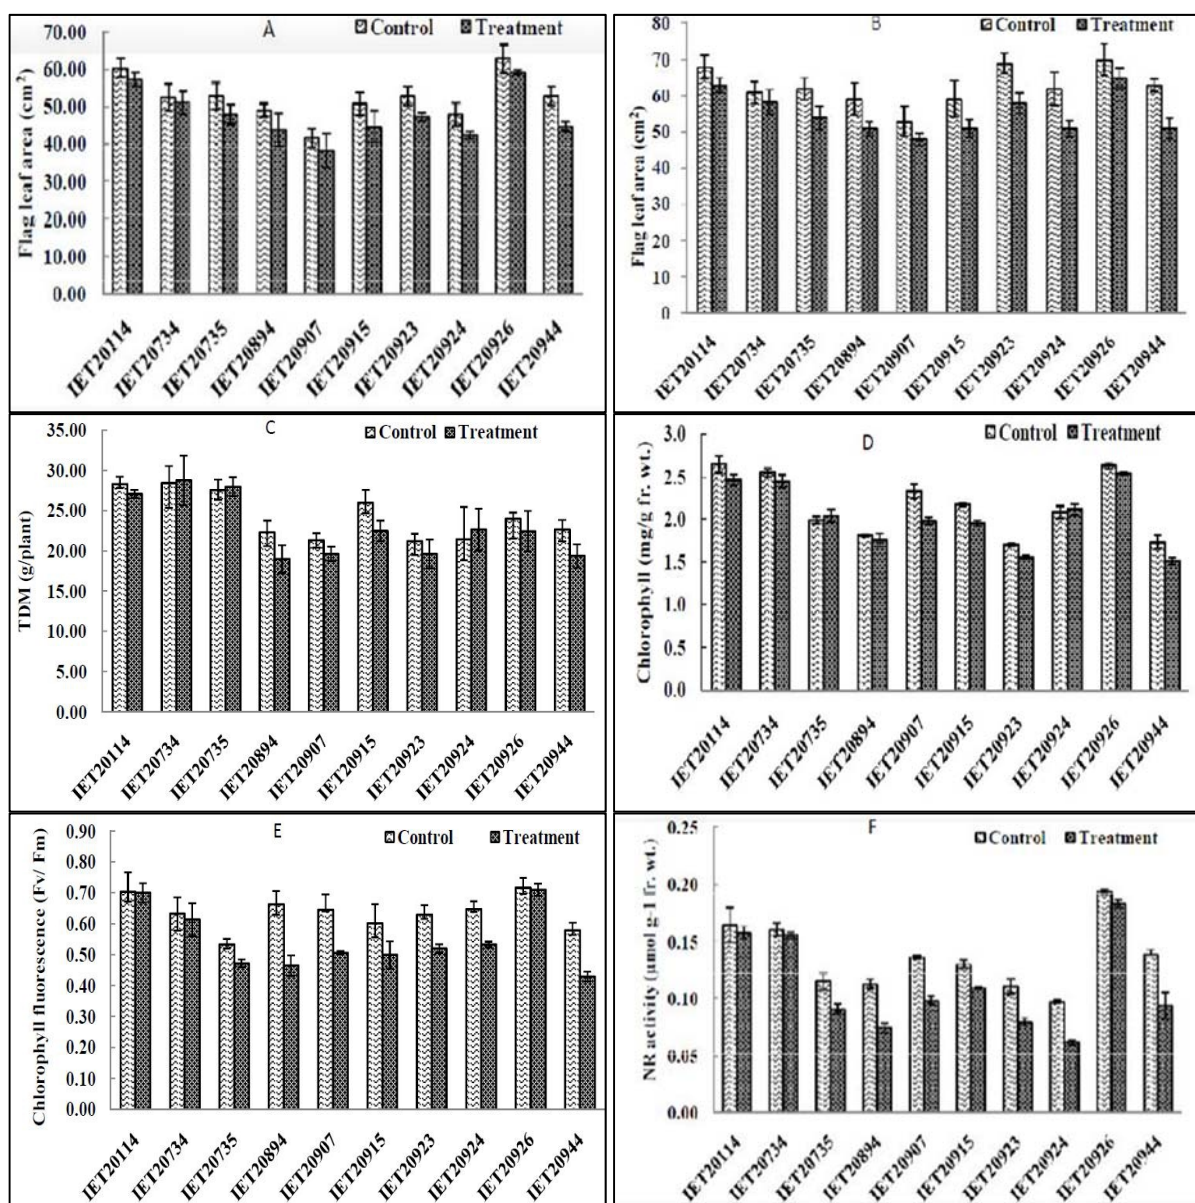 A
Control Treatment
Flag leaf area (cm²)
70.00
60.00
50.00
40.00
30.00
20.00
10.00
0.00
IET20114
IET20734
IET20735
IET20894
IET20907
IET20915
IET20923
IET20924
IET20926
IET20944
B
Control Treatment
Flag leaf area (cm²)
80
70
60
50
40
30
20
10
0
IET20114
IET20734
IET20735
IET20894
IET20907
IET20915
IET20923
IET20924
IET20926
IET20944
C
Control Treatment
TDM (g/plant)
35.00
30.00
25.00
20.00
15.00
10.00
5.00
0.00
IET20114
IET20734
IET20735
IET20894
IET20907
IET20915
IET20923
IET20924
IET20926
IET20944
D
Control Treatment
Chlorophyll (mg/g fr. wt.)
3.0
2.5
2.0
1.5
1.0
0.5
0.0
IET20114
IET20734
IET20735
IET20894
IET20907
IET20915
IET20923
IET20924
IET20926
IET20944
E
Control Treatment
Chlorophyll fluorescence (Fv/ Fm)
0.90
0.80
0.70
0.60
0.50
0.40
0.30
0.20
0.10
0.00
IET20114
IET20734
IET20735
IET20894
IET20907
IET20915
IET20923
IET20924
IET20926
IET20944
F
Control Treatment
NR activity (µmol g-1 fr. wt.)
0.25
0.20
0.15
0.10
0.05
0.00
IET20114
IET20734
IET20735
IET20894
IET20907
IET20915
IET20923
IET20924
IET20926
IET20944